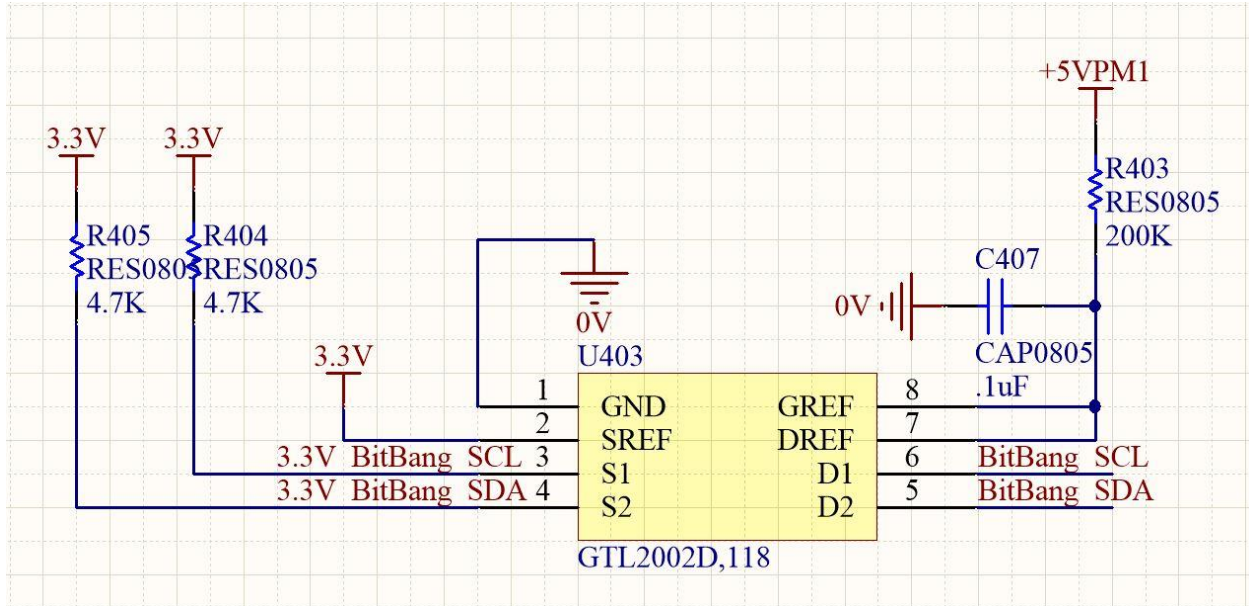 +5VPM1
3.3V 3.3V
R403
RES0805
200K
R405
RES0805
4.7K
R404
RES0805
4.7K
C407
0V
CAP0805
.1uF
0V
U403
3.3V
1 GND GREF 8
2 SREF DREF 7
3.3V BitBang SCL 3 S1 D1 6 BitBang SCL
3.3V BitBang SDA 4 S2 D2 5 BitBang SDA
GTL2002D,118